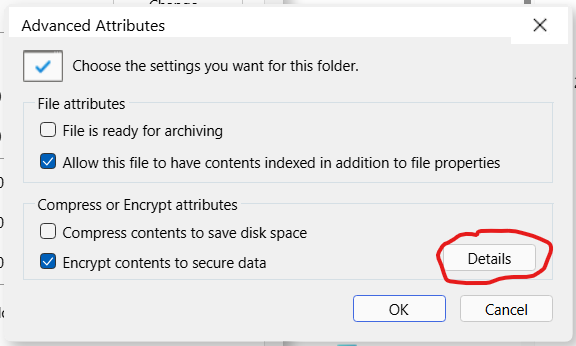 Change
Advanced Attributes
Choose the settings you want for this folder.
File attributes
File is ready for archiving
Allow this file to have contents indexed in addition to file properties
Compress or Encrypt attributes
Compress contents to save disk space
Encrypt contents to secure data
Details
OK
Cancel